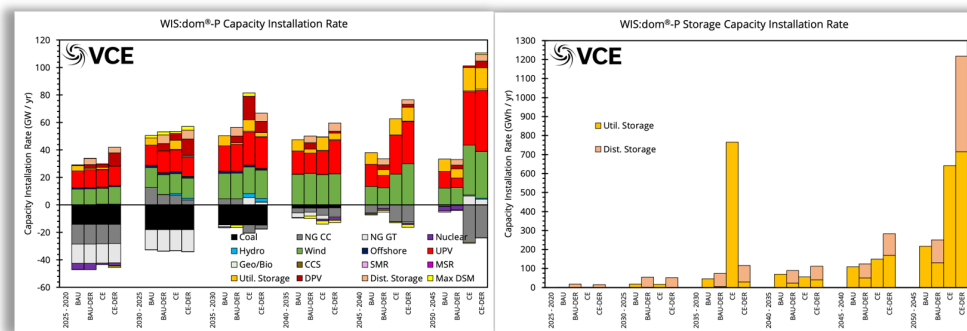 WIS:dom®-P Capacity Installation Rate
VCE
Capacity Installation Rate (GW / yr)
120
100
80
60
40
20
0
-20
-40
-60
Coal
NG CC
NG GT
Nuclear
Hydro
Wind
Offshore
UPV
Geo/Bio
CCS
SMR
MSR
Util. Storage
DPV
Dist. Storage
Max DSM
2025 - 2020
BAU
BAU-DER
CE
CE-DER
2030 - 2025
BAU
BAU-DER
CE
CE-DER
2035 - 2030
BAU
BAU-DER
CE
CE-DER
2040 - 2035
BAU
BAU-DER
CE
CE-DER
2045 - 2040
BAU
BAU-DER
CE
CE-DER
2050 - 2045
BAU
BAU-DER
CE
CE-DER
WIS:dom®-P Storage Capacity Installation Rate
VCE
Capacity Installation Rate (GWh / yr)
1300
1200
1100
1000
900
800
700
600
500
400
300
200
100
0
Util. Storage
Dist. Storage
2025 - 2020
BAU
BAU-DER
CE
CE-DER
2030 - 2025
BAU
BAU-DER
CE
CE-DER
2035 - 2030
BAU
BAU-DER
CE
CE-DER
2040 - 2035
BAU
BAU-DER
CE
CE-DER
2045 - 2040
BAU
BAU-DER
CE
CE-DER
2050 - 2045
BAU
BAU-DER
CE
CE-DER